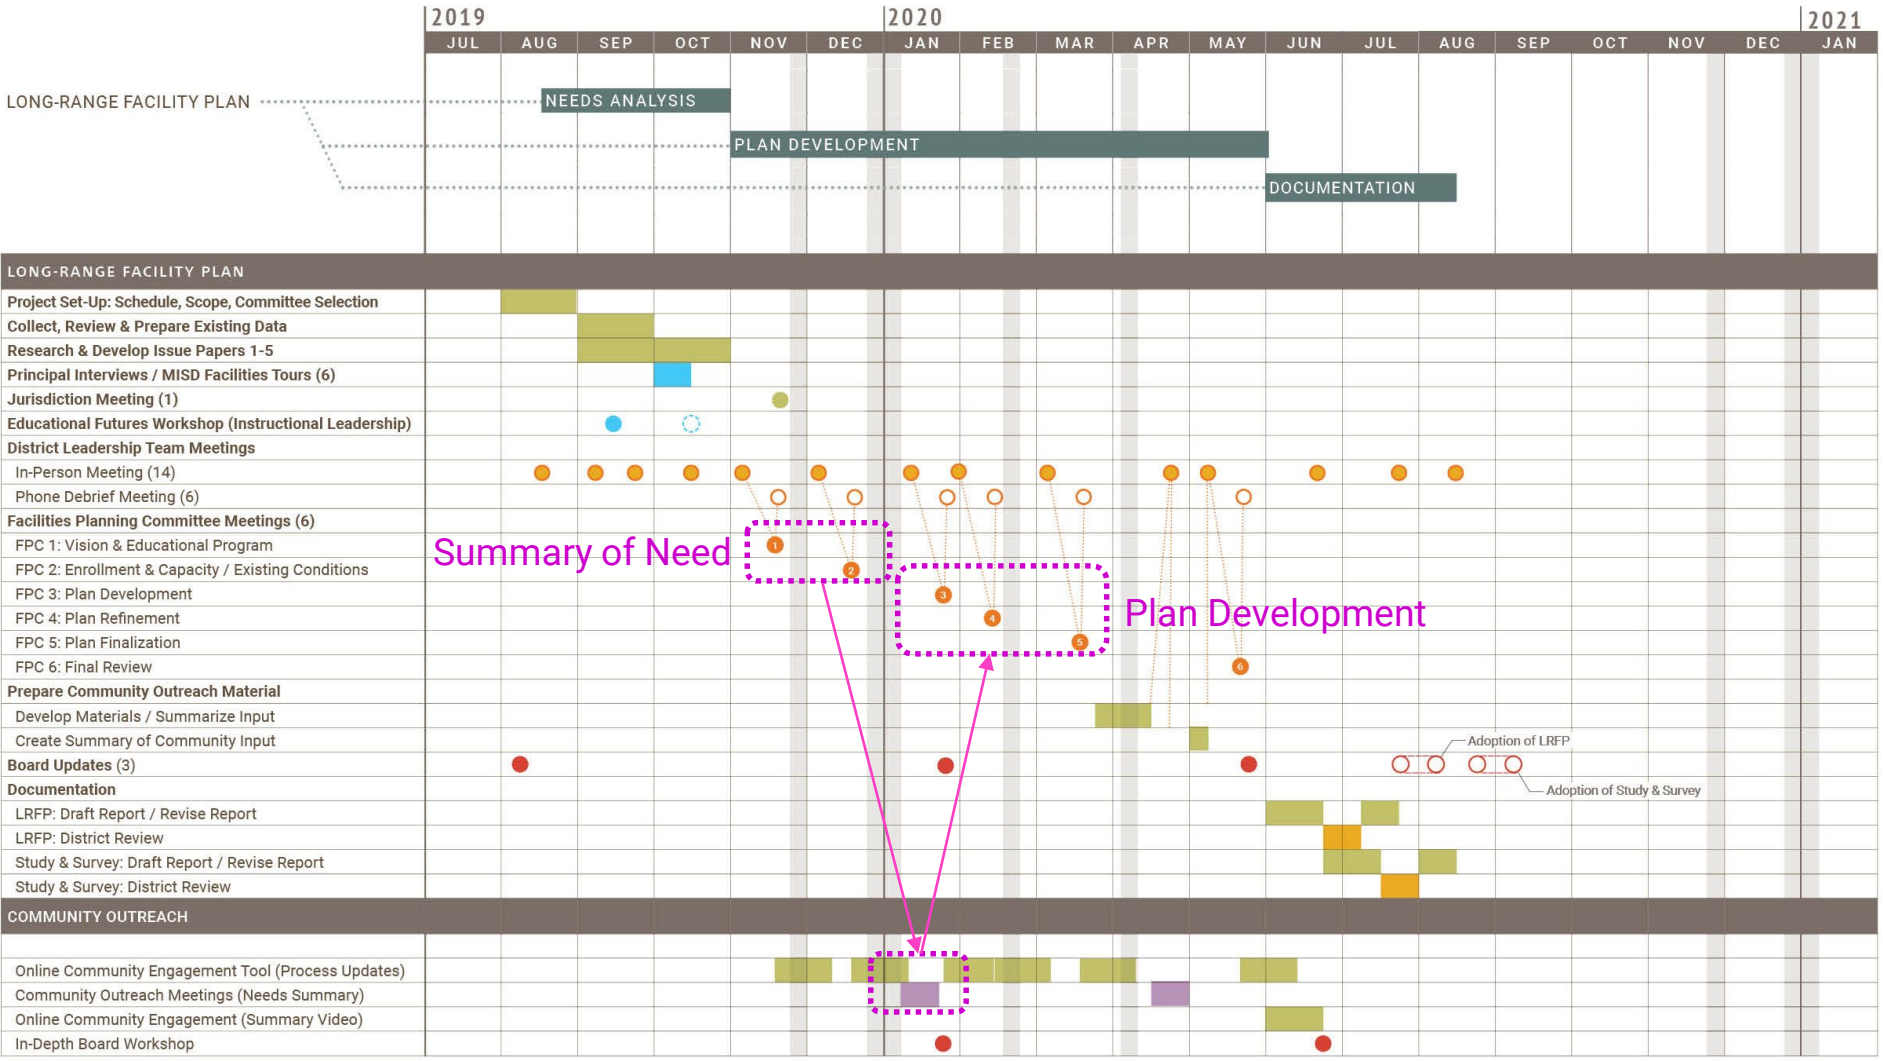 2019 2020 2021
JUL AUG SEP OCT NOV DEC JAN FEB MAR APR MAY JUN JUL AUG SEP OCT NOV DEC JAN
LONG-RANGE FACILITY PLAN NEEDS ANALYSIS
PLAN DEVELOPMENT
DOCUMENTATION
LONG-RANGE FACILITY PLAN
Project Set-Up: Schedule, Scope, Committee Selection
Collect, Review & Prepare Existing Data
Research & Develop Issue Papers 1-5
Principal Interviews / MISD Facilities Tours (6)
Jurisdiction Meeting (1)
Educational Futures Workshop (Instructional Leadership)
District Leadership Team Meetings
In-Person Meeting (14)
Phone Debrief Meeting (6)
Facilities Planning Committee Meetings (6)
FPC 1: Vision & Educational Program 1
Summary of Need
FPC 2: Enrollment & Capacity / Existing Conditions 2
FPC 3: Plan Development 3
Plan Development
FPC 4: Plan Refinement 4
FPC 5: Plan Finalization 5
FPC 6: Final Review 6
Prepare Community Outreach Material
Develop Materials / Summarize Input
Create Summary of Community Input Adoption of LRFP
Board Updates (3)
Documentation Adoption of Study & Survey
LRFP: Draft Report / Revise Report
LRFP: District Review
Study & Survey: Draft Report / Revise Report
Study & Survey: District Review
COMMUNITY OUTREACH
Online Community Engagement Tool (Process Updates)
Community Outreach Meetings (Needs Summary)
Online Community Engagement (Summary Video)
In-Depth Board Workshop